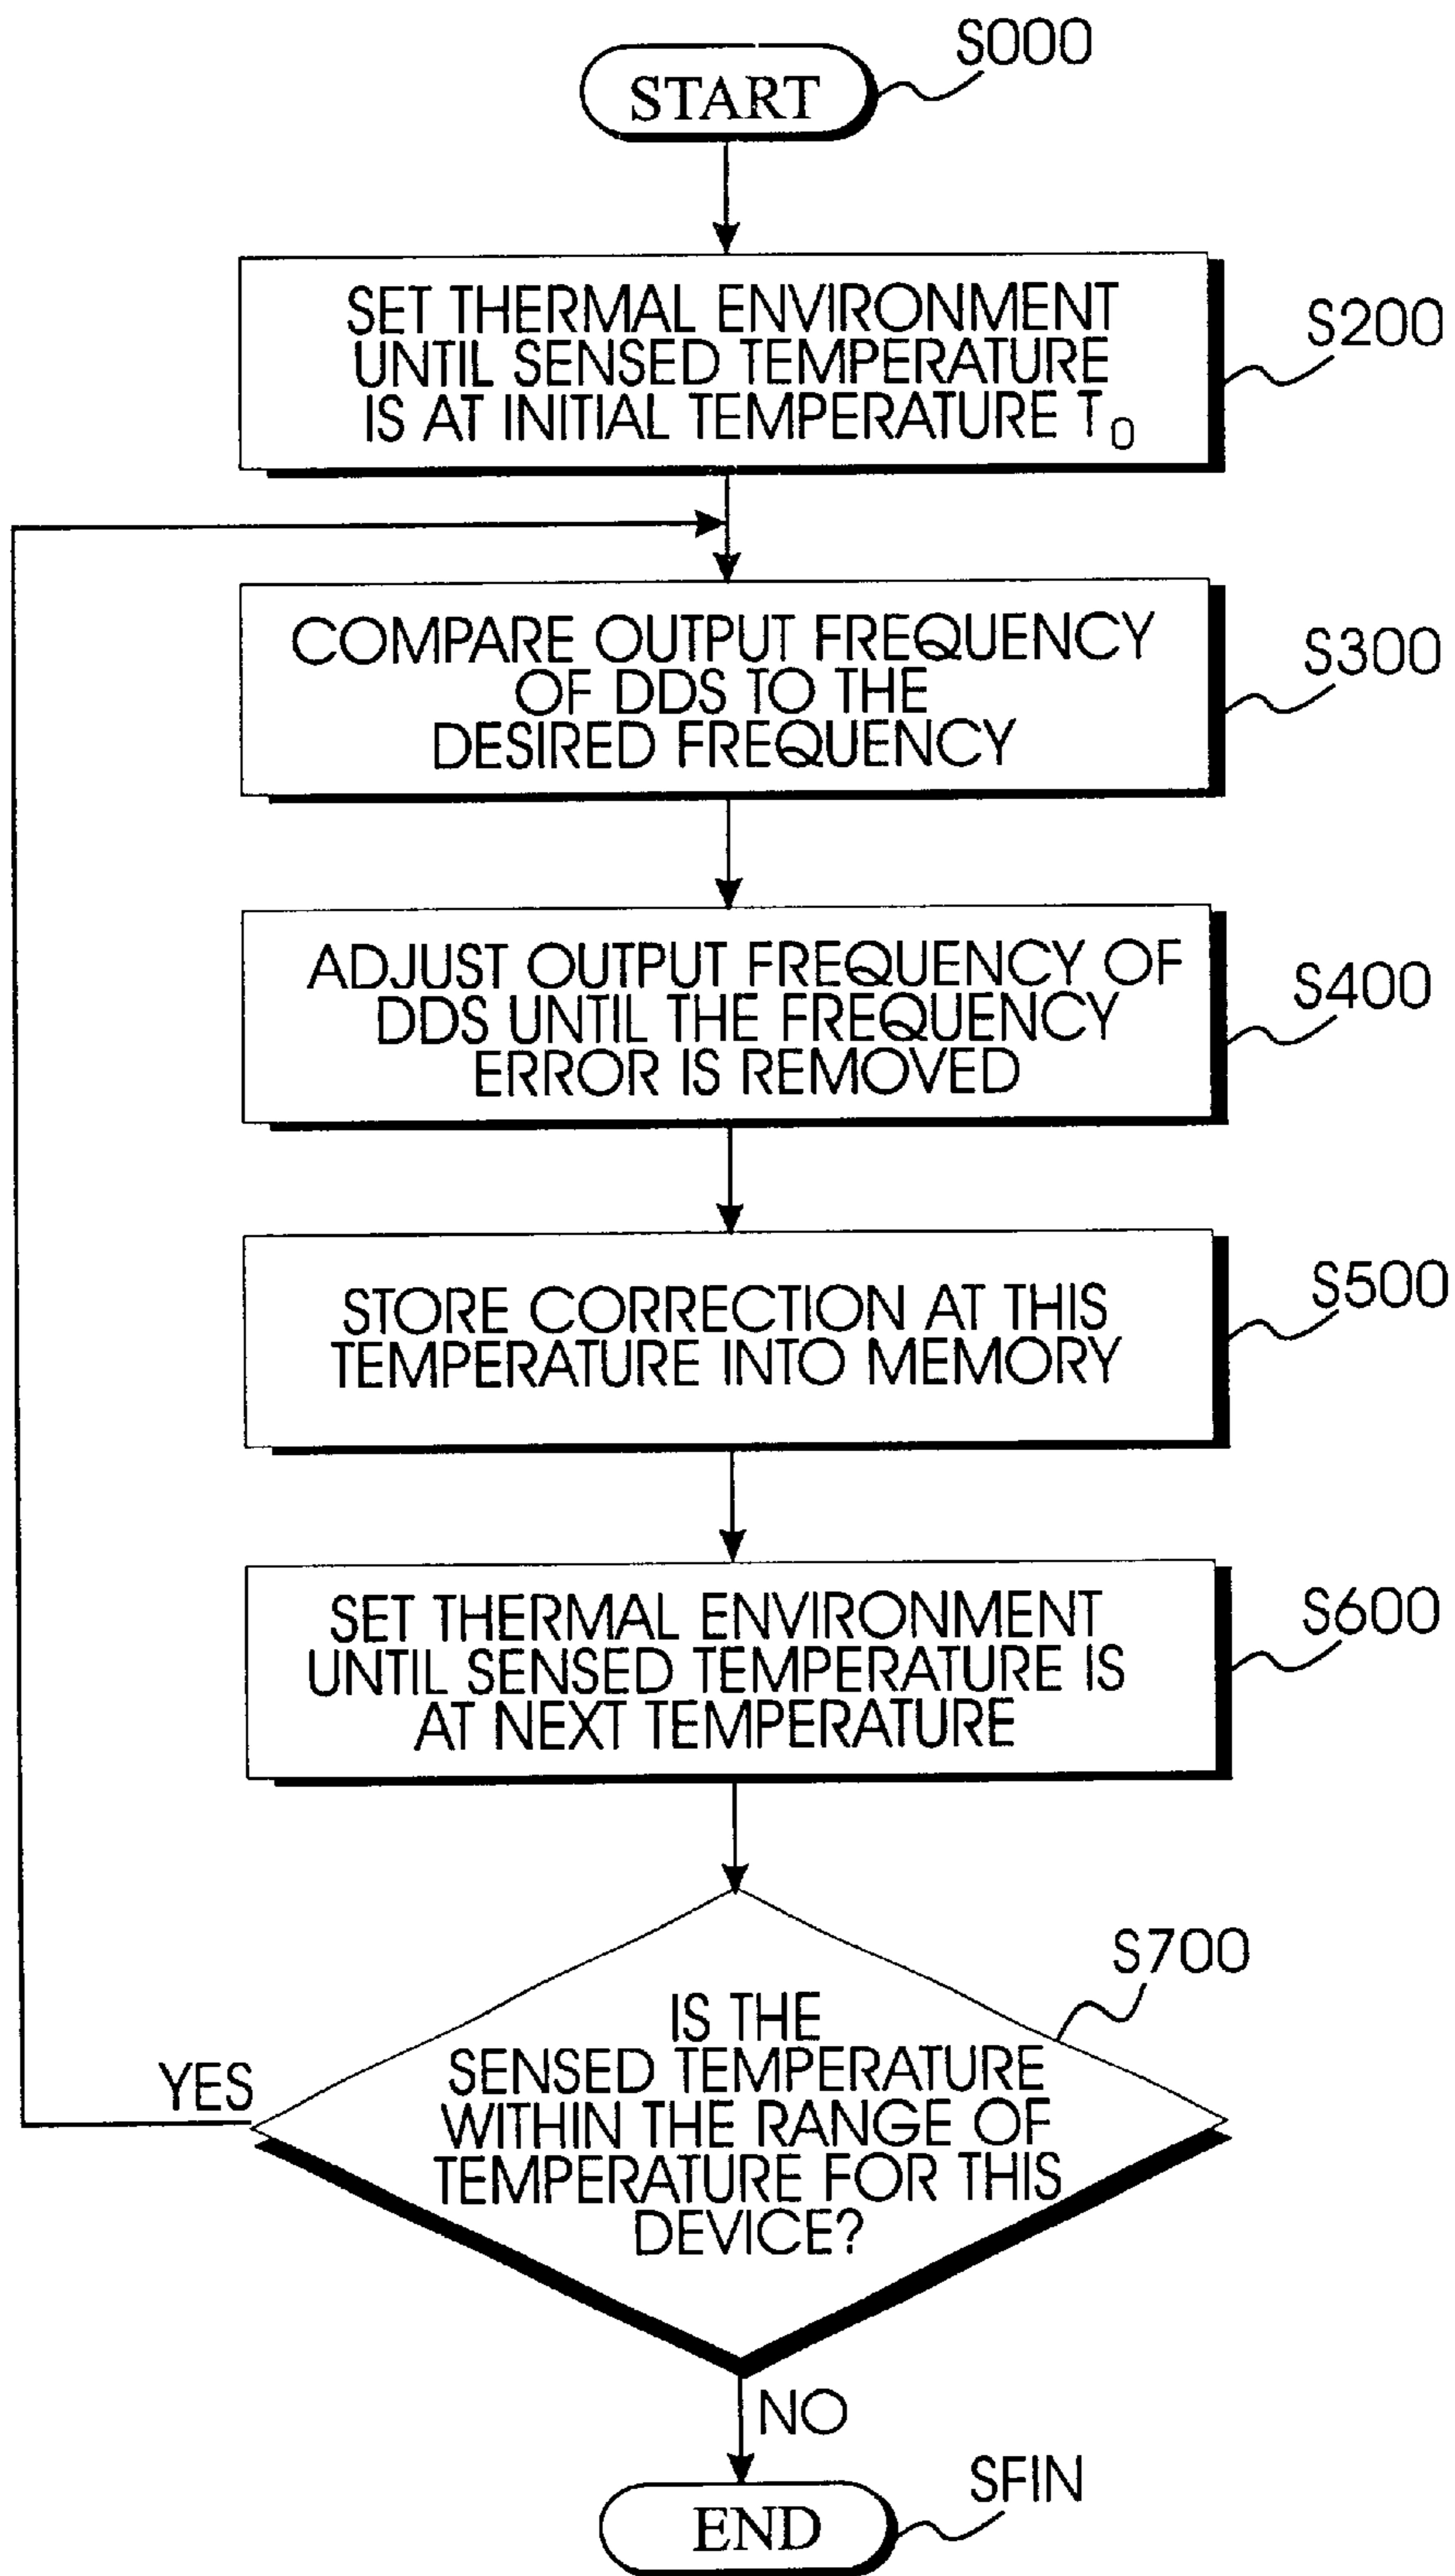 START
S000
SET THERMAL ENVIRONMENT
UNTIL SENSED TEMPERATURE
IS AT INITIAL TEMPERATURE T0
S200
COMPARE OUTPUT FREQUENCY
OF DDS TO THE
DESIRED FREQUENCY
S300
ADJUST OUTPUT FREQUENCY OF
DDS UNTIL THE FREQUENCY
ERROR IS REMOVED
S400
STORE CORRECTION AT THIS
TEMPERATURE INTO MEMORY
S500
SET THERMAL ENVIRONMENT
UNTIL SENSED TEMPERATURE IS
AT NEXT TEMPERATURE
S600
S700
IS THE
SENSED TEMPERATURE
WITHIN THE RANGE OF
TEMPERATURE FOR THIS
DEVICE?
YES
NO
END
SFIN